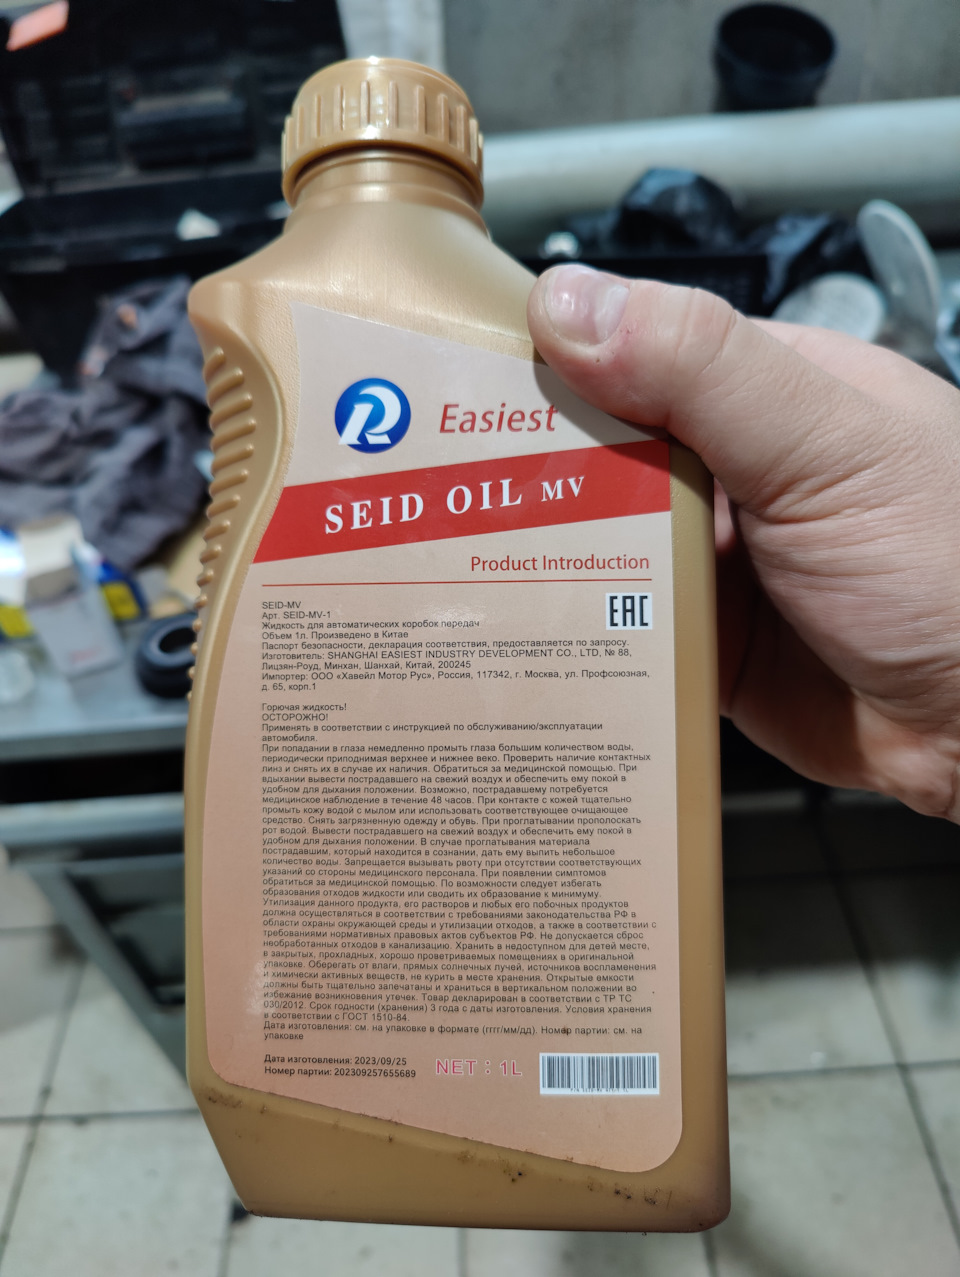 Easiest
SEID OIL MV
Product Introduction
SEID-MV
Арт. SEID-MV-1
Жидкость для автоматических коробок передач
Объем 1л. Произведено в Китае
Паспорт безопасности, декларация соответствия, предоставляется по запросу.
Изготовитель: SHANGHAI EASIEST INDUSTRY DEVELOPMENT CO., LTD, № 88,
Лицзян-Роуд, Минхан, Шанхай, Китай, 200245
Импортер: ООО «Хавейл Мотор Рус», Россия, 117342, г. Москва, ул. Профсоюзная,
д. 65, корп.1
EAC
Горючая жидкость!
ОСТОРОЖНО!
Применять в соответствии с инструкцией по обслуживанию/эксплуатации
автомобиля.
При попадании в глаза немедленно промыть глаза большим количеством воды,
периодически приподнимая верхнее и нижнее веко. Проверить наличие контактных
линз и снять их в случае их наличия. Обратиться за медицинской помощью. При
вдыхании вывести пострадавшего на свежий воздух и обеспечить ему покой в
удобном для дыхания положении. Возможно, пострадавшему потребуется
медицинское наблюдение в течение 48 часов. При контакте с кожей тщательно
промыть кожу водой с мылом или использовать соответствующее очищающее
средство. Снять загрязненную одежду и обувь. При проглатывании прополоскать
рот водой. Вывести пострадавшего на свежий воздух и обеспечить ему покой в
удобном для дыхания положении. В случае проглатывания материала
пострадавшим, который находится в сознании, дать ему выпить небольшое
количество воды. Запрещается вызывать рвоту при отсутствии соответствующих
указаний со стороны медицинского персонала. При появлении симптомов
обратиться за медицинской помощью. По возможности следует избегать
образования отходов жидкости или сводить их образование к минимуму.
Утилизация данного продукта, его растворов и любых его побочных продуктов
должна осуществляться в соответствии с требованиями законодательства РФ в
области охраны окружающей среды и утилизации отходов, а также в соответствии с
требованиями нормативных правовых актов субъектов РФ. Не допускается сброс
необработанных отходов в канализацию. Хранить в недоступном для детей месте,
в закрытых, прохладных, хорошо проветриваемых помещениях в оригинальной
упаковке. Оберегать от влаги, прямых солнечных лучей, источников воспламенения
и химически активных веществ, не курить в месте хранения. Открытые емкости
должны быть тщательно запечатаны и храниться в вертикальном положении во
избежание возникновения утечек. Товар декларирован в соответствии с ТР ТС
030/2012. Срок годности (хранения) 3 года с даты изготовления. Условия хранения
в соответствии с ГОСТ 1510-84.
Дата изготовления: см. на упаковке в формате (гггг/мм/дд). Номер партии: см. на
упаковке
Дата изготовления: 2023/09/25
Номер партии: 202309257655689
NET : 1L